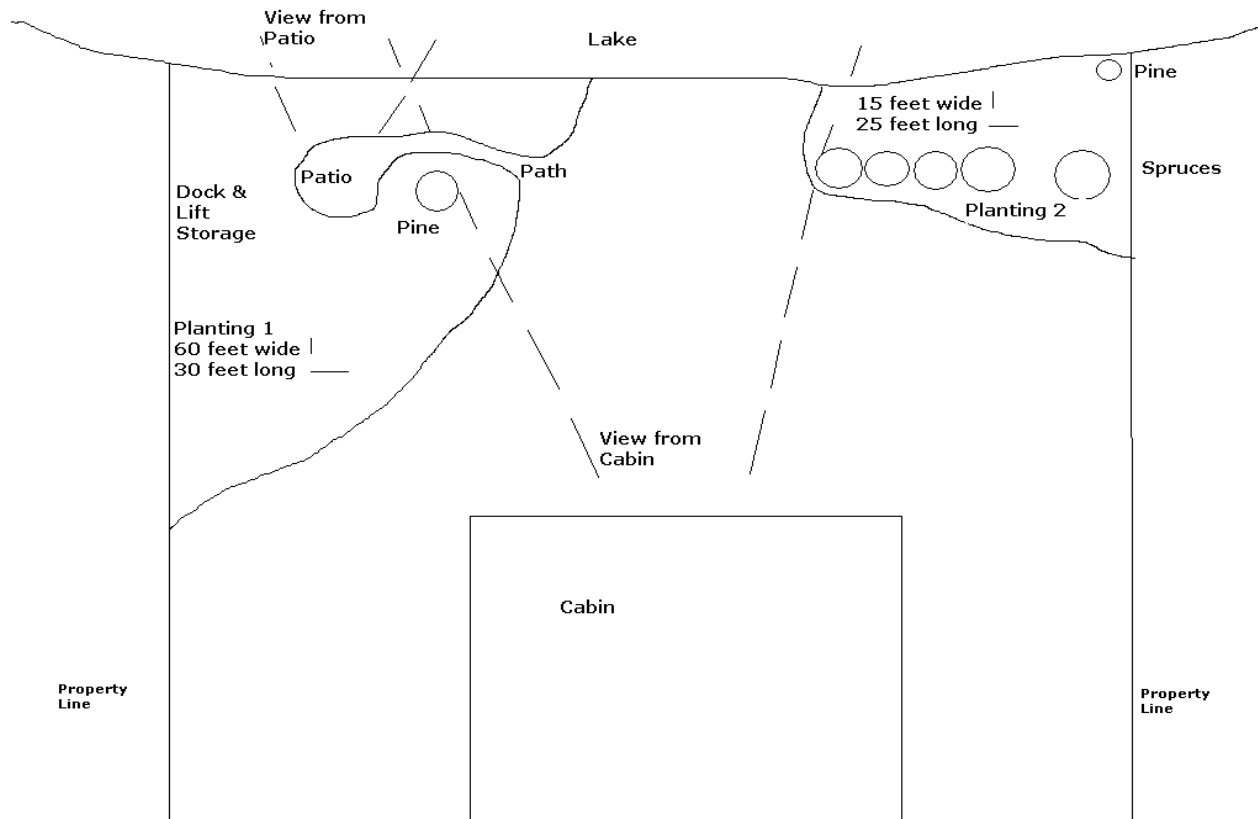 View from
Patio
Lake
Pine
15 feet wide
25 feet long
Patio
Path
Spruces
Dock &
Lift
Storage
Pine
Planting 2
Planting 1
60 feet wide
30 feet long
View from
Cabin
Cabin
Property
Line
Property
Line